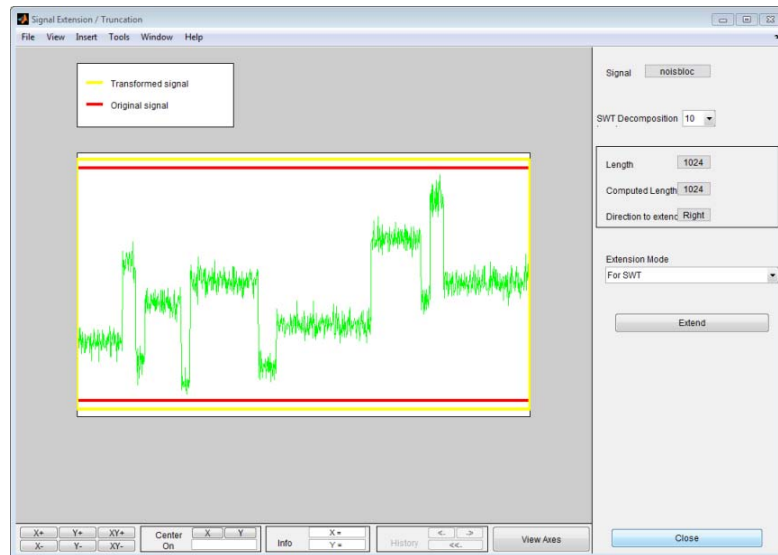 Signal Extension / Truncation
File View Insert Tools Window Help
Transformed signal
Original signal
Signal noisbloc
SWT Decomposition 10
Length 1024
Computed Length 1024
Direction to extend Right
Extension Mode
For SWT
Extend
X+ Y+ XY+
X- Y- XY-
Center On X Y
Info X = Y =
History <. .> <<.
View Axes
Close